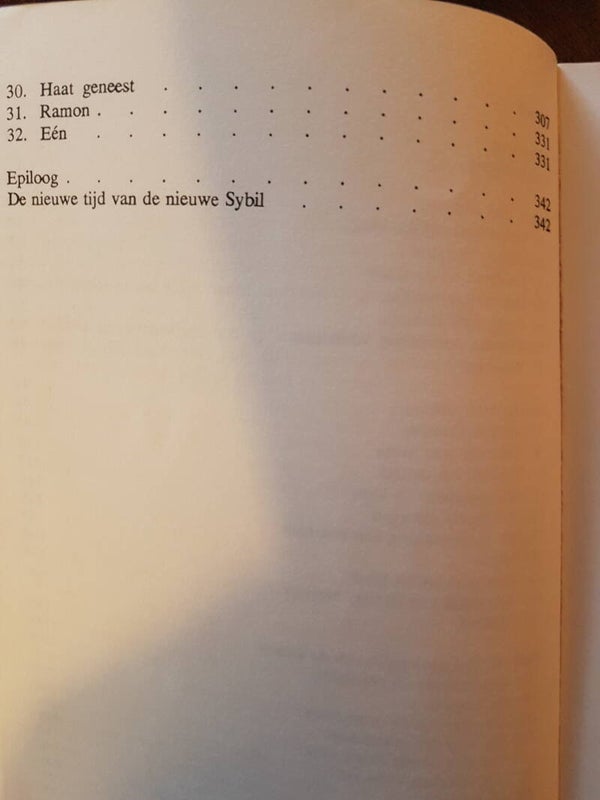 30. Haat geneest . . . . . . . . . . 307
31. Ramon . . . . . . . . . . . . 331
32. Eén . . . . . . . . . . . . 331
Epiloog . . . . . . . . . . . . . 342
De nieuwe tijd van de nieuwe Sybil . . . . . . 342